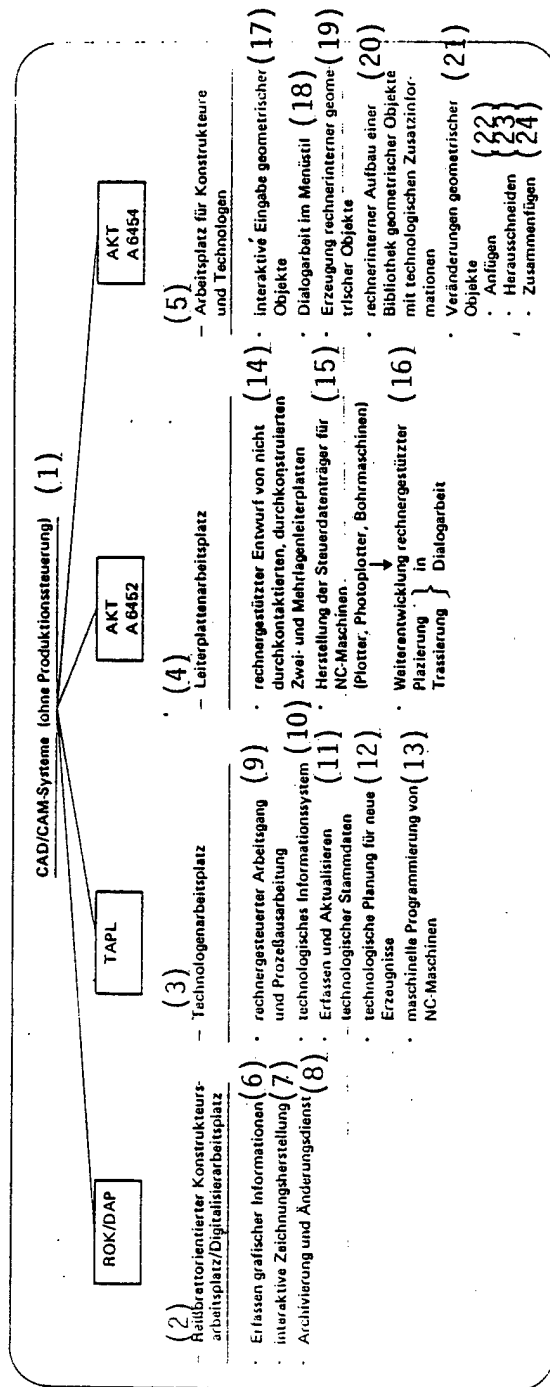 CAD/CAM-Systeme (ohne Produktionssteuerung) (1)
ROK/DAP
(2)
– Reißbrettorientierter Konstrukteurs-
arbeitsplatz/Digitalisierarbeitsplatz
· Erfassen grafischer Informationen (6)
· interaktive Zeichnungsherstellung (7)
· Archivierung und Änderungsdienst (8)
TAPL
(3)
– Technologenarbeitsplatz
· rechnergesteuerter Arbeitsgang (9)
und Prozeßausarbeitung
· technologisches Informationssystem (10)
· Erfassen und Aktualisieren (11)
technologischer Stammdaten
· technologische Planung für neue (12)
Erzeugnisse
· maschinelle Programmierung von (13)
NC-Maschinen
AKT
A 6452
(4)
– Leiterplattenarbeitsplatz
· rechnergestützter Entwurf von nicht (14)
durchkontaktierten, durchkonstruierten
Zwei- und Mehrlagenleiterplatten
· Herstellung der Steuerdatenträger für (15)
NC-Maschinen
(Plotter, Photoplotter, Bohrmaschinen)
· Weiterentwicklung rechnergestützter (16)
Plazierung } in
Trassierung } Dialogarbeit
AKT
A 6454
(5)
– Arbeitsplatz für Konstrukteure
und Technologen
· interaktive Eingabe geometrischer (17)
Objekte
· Dialogarbeit im Menüstil (18)
· Erzeugung rechnerinterner geome- (19)
trischer Objekte
· rechnerinterner Aufbau einer (20)
Bibliothek geometrischer Objekte
mit technologischen Zusatzinfor-
mationen
· Veränderungen geometrischer (21)
Objekte
· Anfügen (22)
· Herausschneiden (23)
· Zusammenfügen (24)